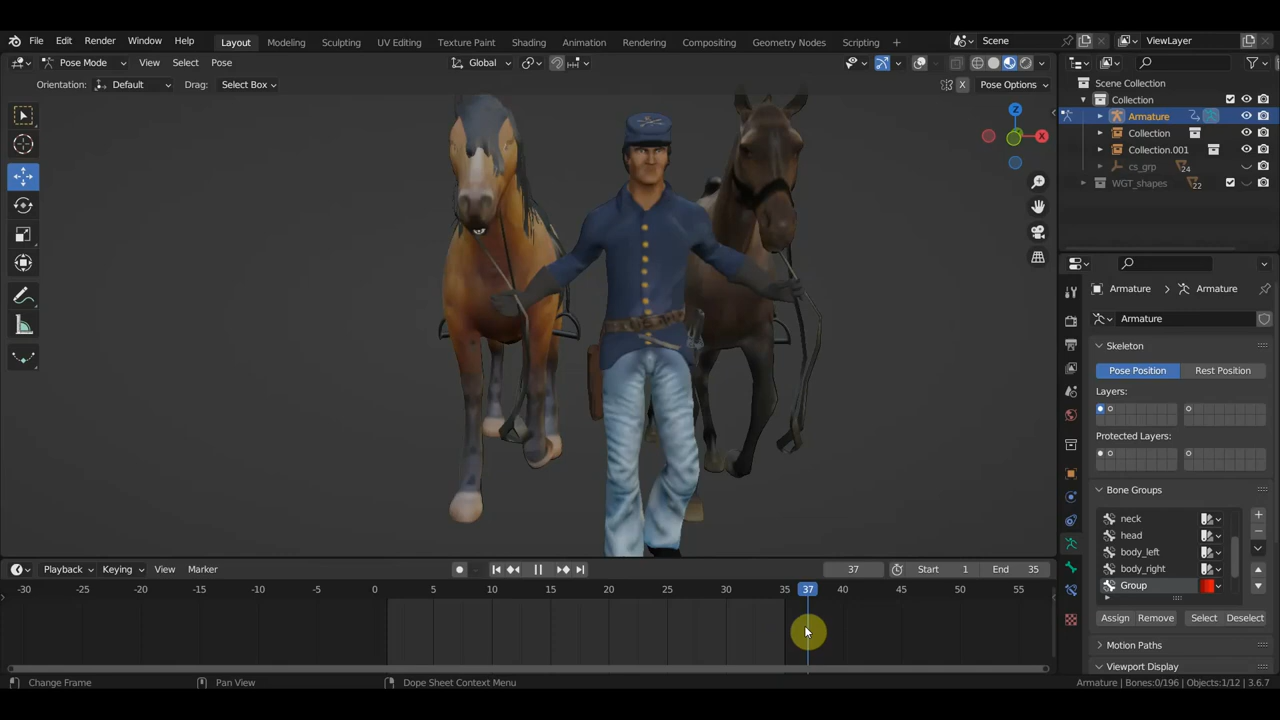 File Edit Render Window Help Layout Modeling Sculpting UV Editing Texture Paint Shading Animation Rendering Compositing Geometry Nodes Scripting + Scene ViewLayer
Pose Mode View Select Pose Global
Orientation: Default Drag: Select Box X Pose Options
Scene Collection
Collection
Armature
Collection
Collection.001
cs_grp 24
WGT_shapes 22
Z
X
Armature > Armature
Armature
Skeleton
Pose Position Rest Position
Layers:
Protected Layers:
Bone Groups
neck
head
body_left
body_right
Group
Assign Remove Select Deselect
Motion Paths
Viewport Display
Playback Keying View Marker 37 Start 1 End 35
-30 -25 -20 -15 -10 -5 0 5 10 15 20 25 30 35 37 40 45 50 55
Change Frame Pan View Dope Sheet Context Menu Armature | Bones:0/196 | Objects:1/12 | 3.6.7